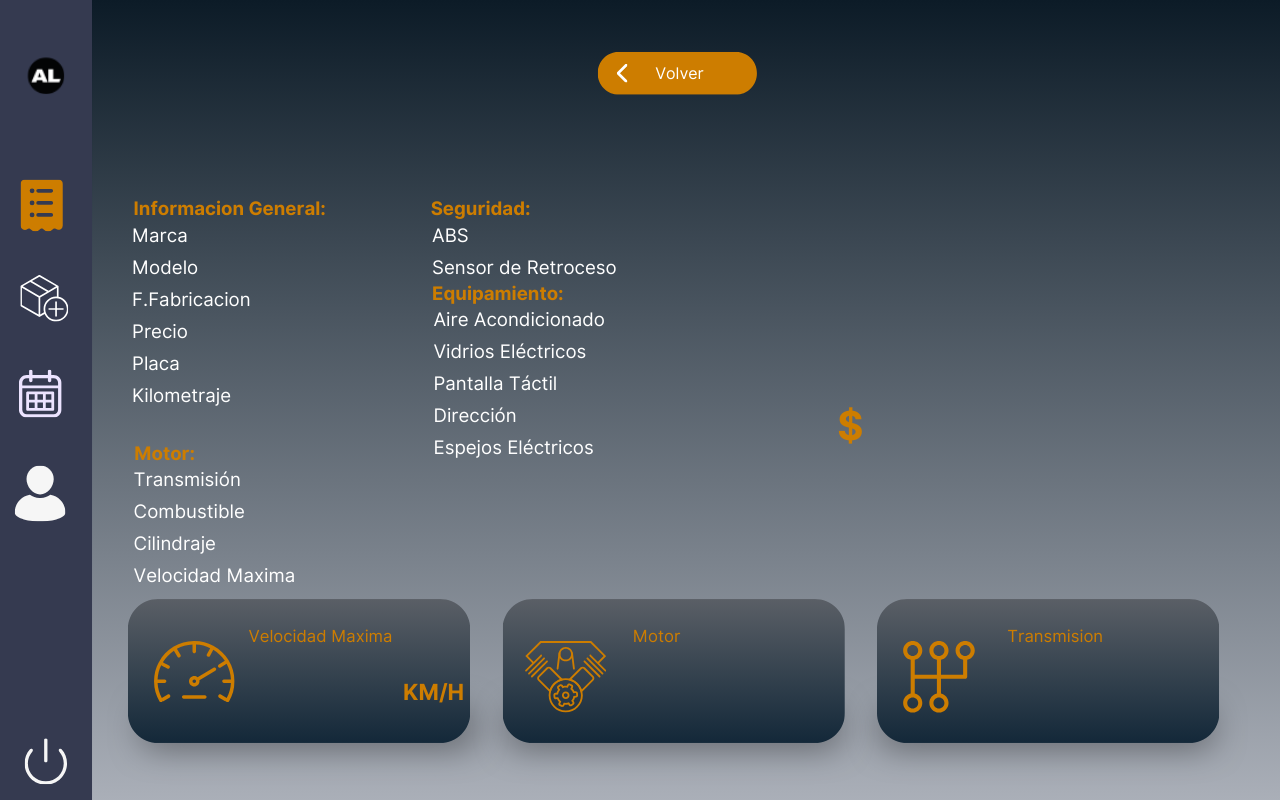 AL
Volver
Informacion General:
Marca
Modelo
F.Fabricacion
Precio
Placa
Kilometraje
Motor:
Transmisión
Combustible
Cilindraje
Velocidad Maxima
Seguridad:
ABS
Sensor de Retroceso
Equipamiento:
Aire Acondicionado
Vidrios Eléctricos
Pantalla Táctil
Dirección
Espejos Eléctricos
$
Velocidad Maxima
KM/H
Motor
Transmision